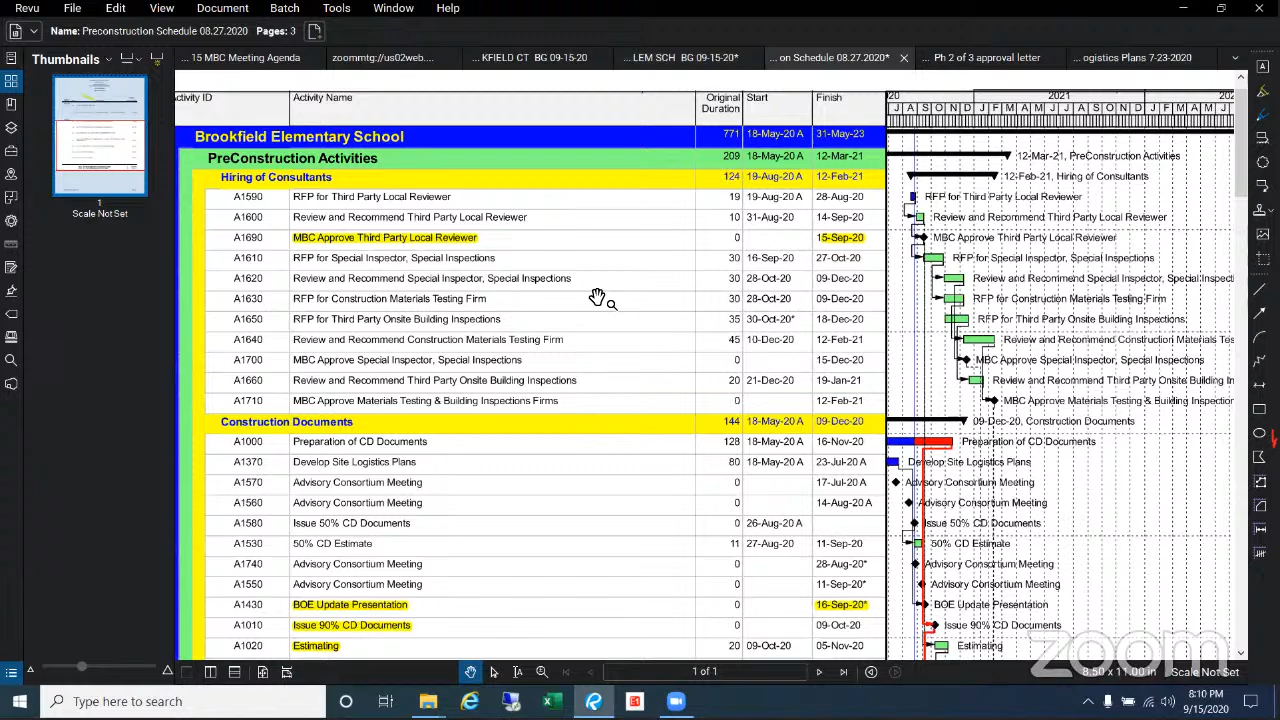 Revu File Edit View Document Batch Tools Window Help
Name: Preconstruction Schedule 08.27.2020 Pages: 3
Thumbnails
15 MBC Meeting Agenda
zoommtg://us02web....
...KFIELD CT BG 09-15-20
...LEM SCH BG 09-15-20*
...on Schedule 08.27.2020*
... Ph 2 of 3 approval letter
...ogistics Plans 7-23-2020
1
Scale Not Set
Activity ID Activity Name Original Duration Start Finish
20 2021
J A S O N D J F M A M J J A S O N D J F M A M J
Brookfield Elementary School 771 18-May-20 A 31-May-23
PreConstruction Activities 209 18-May-20 A 12-Mar-21 12-Mar-21, PreConstruction Activities
Hiring of Consultants 124 19-Aug-20 A 12-Feb-21 12-Feb-21, Hiring of Consultants
A1590 RFP for Third Party Local Reviewer 19 19-Aug-20 A 28-Aug-20 RFP for Third Party Local Reviewer
A1600 Review and Recommend Third Party Local Reviewer 10 31-Aug-20 14-Sep-20 Review and Recommend Third Party Local Reviewer
A1690 MBC Approve Third Party Local Reviewer 0 15-Sep-20 MBC Approve Third Party Local Reviewer
A1610 RFP for Special Inspector, Special Inspections 30 16-Sep-20 27-Oct-20 RFP for Special Inspector, Special Inspections
A1620 Review and Recommend Special Inspector, Special Inspections 30 28-Oct-20 09-Dec-20 Review and Recommend Special Inspector, Special Inspecti
A1630 RFP for Construction Materials Testing Firm 30 28-Oct-20 09-Dec-20 RFP for Construction Materials Testing Firm
A1650 RFP for Third Party Onsite Building Inspections 35 30-Oct-20* 18-Dec-20 RFP for Third Party Onsite Building Inspections
A1640 Review and Recommend Construction Materials Testing Firm 45 10-Dec-20 12-Feb-21 Review and Recommend Construction Materials Tes
A1700 MBC Approve Special Inspector, Special Inspections 0 15-Dec-20 MBC Approve Special Inspector, Special Inspections
A1660 Review and Recommend Third Party Onsite Building Inspections 20 21-Dec-20 19-Jan-21 Review and Recommend Third Party Onsite Building In
A1710 MBC Approve Materials Testing & Building Inspections Firms 0 12-Feb-21 MBC Approve Materials Testing & Building Inspection
Construction Documents 144 18-May-20 A 09-Dec-20 09-Dec-20, Construction Documents
A1000 Preparation of CD Documents 128 18-May-20 A 16-Nov-20 Preparation of CD Documents
A1370 Develop Site Logistics Plans 80 18-May-20 A 23-Jul-20 A Develop Site Logistics Plans
A1570 Advisory Consortium Meeting 0 17-Jul-20 A Advisory Consortium Meeting
A1560 Advisory Consortium Meeting 0 14-Aug-20 A Advisory Consortium Meeting
A1580 Issue 50% CD Documents 0 26-Aug-20 A Issue 50% CD Documents
A1530 50% CD Estimate 11 27-Aug-20 11-Sep-20 50% CD Estimate
A1740 Advisory Consortium Meeting 0 28-Aug-20* Advisory Consortium Meeting
A1550 Advisory Consortium Meeting 0 11-Sep-20* Advisory Consortium Meeting
A1430 BOE Update Presentation 0 16-Sep-20* BOE Update Presentation
A1010 Issue 90% CD Documents 0 09-Oct-20 Issue 90% CD Documents
A1020 Estimating 20 09-Oct-20 05-Nov-20 Estimating
zoom
1 of 1
8.50 x 11.00 in Scale Not Set
Type here to search
8:10 PM
9/15/2020